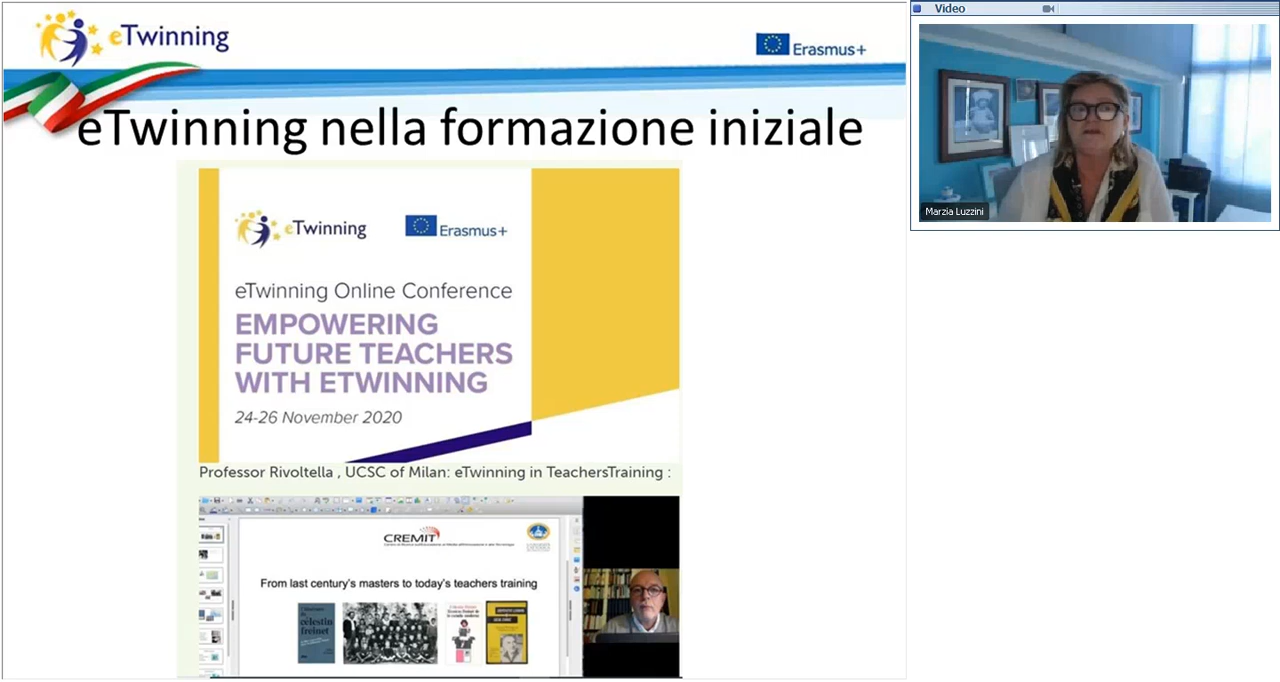 eTwinning
Erasmus+
Video
eTwinning nella formazione iniziale
Marzia Luzzini
eTwinning
Erasmus+
eTwinning Online Conference
EMPOWERING
FUTURE TEACHERS
WITH ETWINNING
24-26 November 2020
Professor Rivoltella , UCSC of Milan: eTwinning in TeachersTraining :
CREMIT
From last century's masters to today's teachers training
célestin
freinet